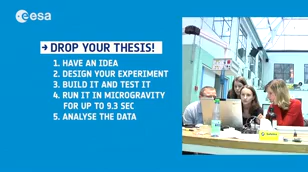 esa
DROP YOUR THESIS!
1. HAVE AN IDEA
2. DESIGN YOUR EXPERIMENT
3. BUILD IT AND TEST IT
4. RUN IT IN MICROGRAVITY
FOR UP TO 9.3 SEC
5. ANALYSE THE DATA